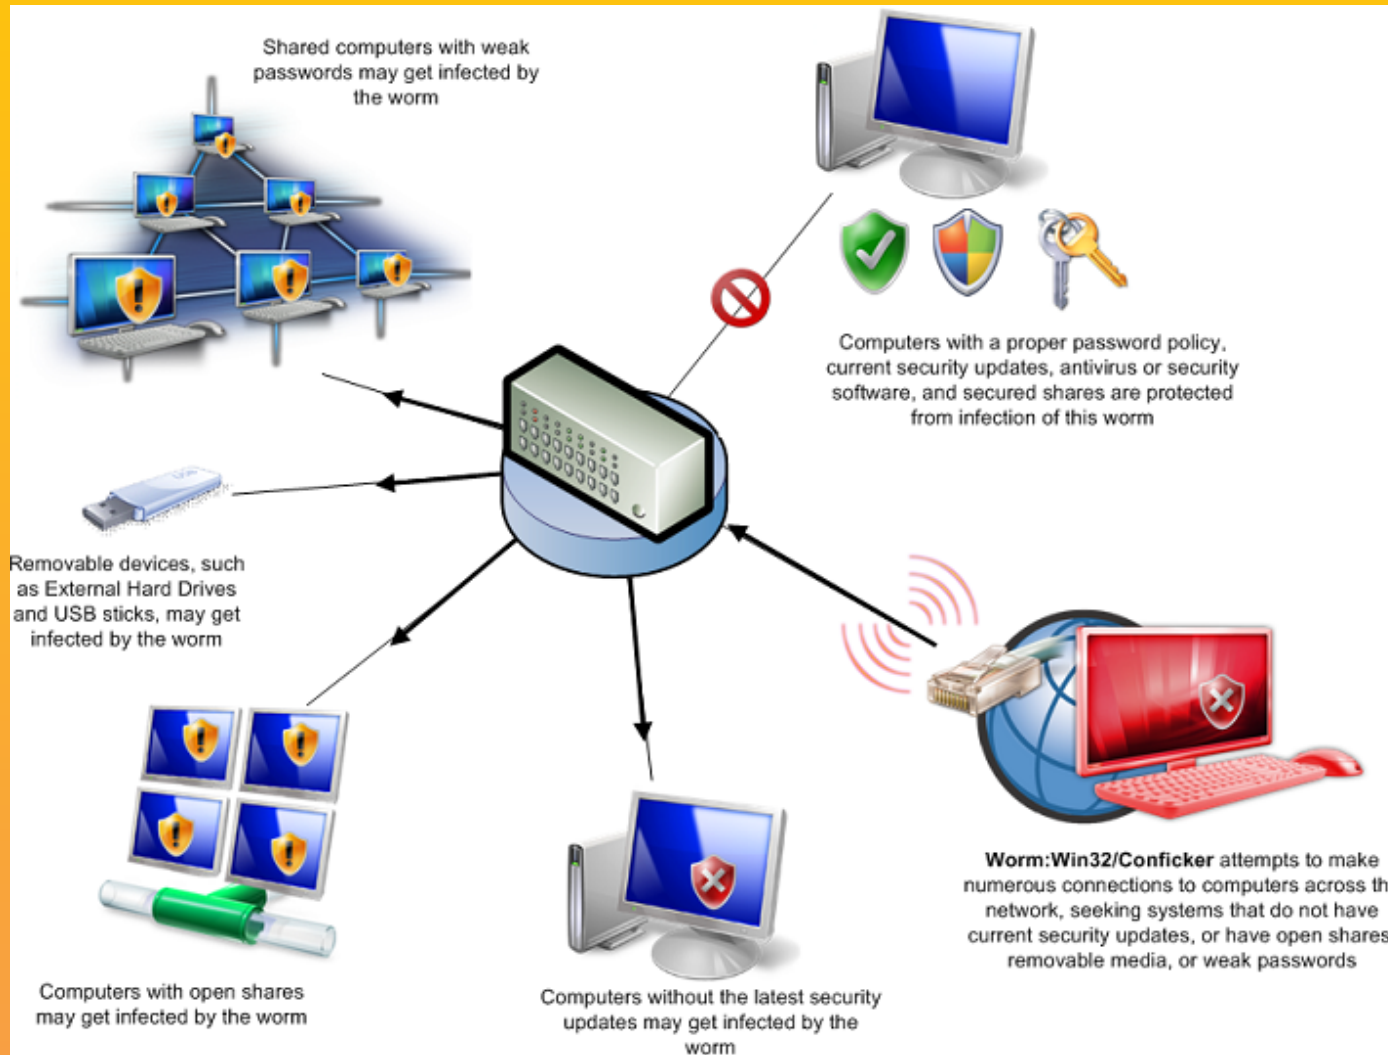 Shared computers with weak
passwords may get infected by
the worm
Computers with a proper password policy,
current security updates, antivirus or security
software, and secured shares are protected
from infection of this worm
Removable devices, such
as External Hard Drives
and USB sticks, may get
infected by the worm
Worm:Win32/Conficker attempts to make
numerous connections to computers across th
network, seeking systems that do not have
current security updates, or have open shares
removable media, or weak passwords
Computers with open shares
may get infected by the worm
Computers without the latest security
updates may get infected by the
worm